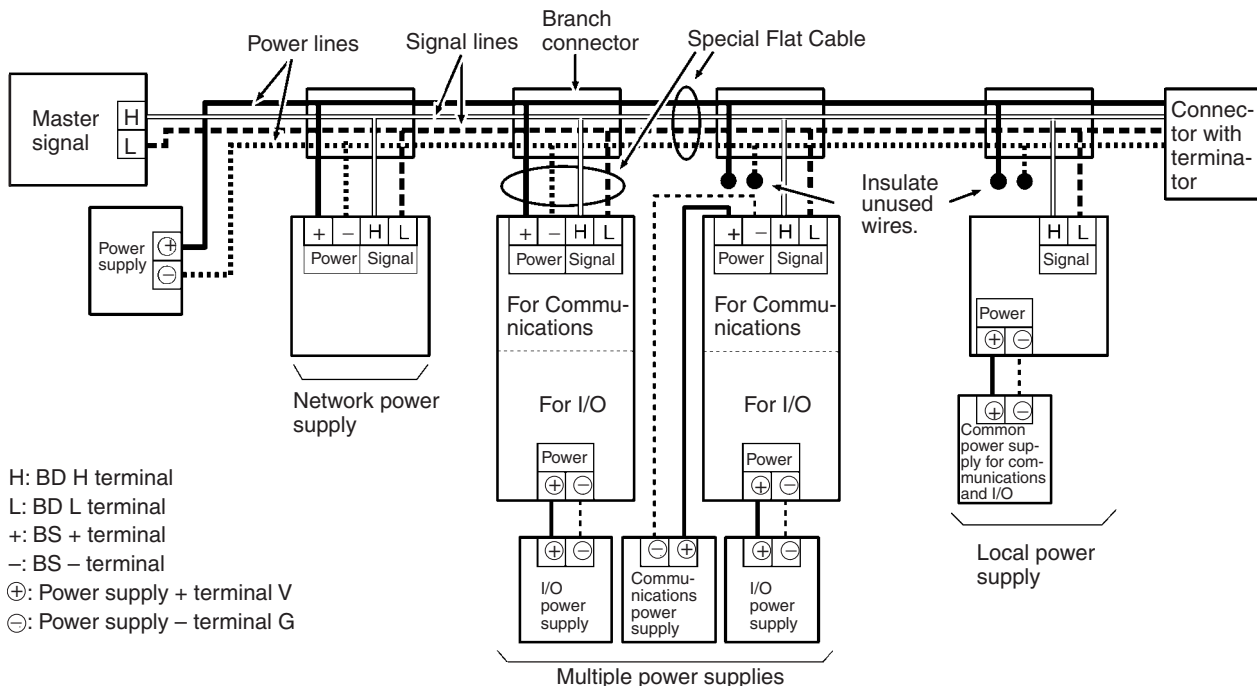 Branch
connector
Power lines
Signal lines
Special Flat Cable
Master
signal
H
L
Connec-
tor with
termina-
tor
Power
supply
+
−
Insulate
unused
wires.
+ − H L
Power Signal
+ − H L
Power Signal
For Commu-
nications
For I/O
Power
+ −
+ − H L
Power Signal
For Commu-
nications
For I/O
Power
+ −
H L
Signal
Power
+ −
Network power
supply
+ −
Common
power sup-
ply for com-
munications
and I/O
Local power
supply
+ −
I/O
power
supply
− +
Commu-
nications
power
supply
+ −
I/O
power
supply
Multiple power supplies
H: BD H terminal
L: BD L terminal
+: BS + terminal
–: BS – terminal
⊕: Power supply + terminal V
⊖: Power supply – terminal G